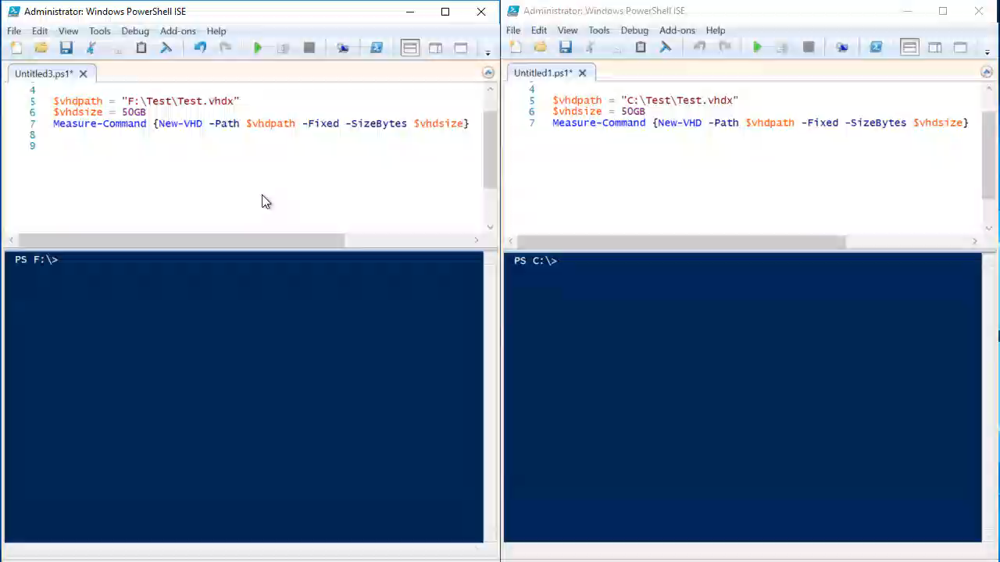 Administrator: Windows PowerShell ISE
File Edit View Tools Debug Add-ons Help
Untitled3.ps1*
4
5 $vhdpath = "F:\Test\Test.vhdx"
6 $vhdsize = 50GB
7 Measure-Command {New-VHD -Path $vhdpath -Fixed -SizeBytes $vhdsize}
8
9
PS F:\>
Administrator: Windows PowerShell ISE
File Edit View Tools Debug Add-ons Help
Untitled1.ps1*
4
5 $vhdpath = "C:\Test\Test.vhdx"
6 $vhdsize = 50GB
7 Measure-Command {New-VHD -Path $vhdpath -Fixed -SizeBytes $vhdsize}
PS C:\>